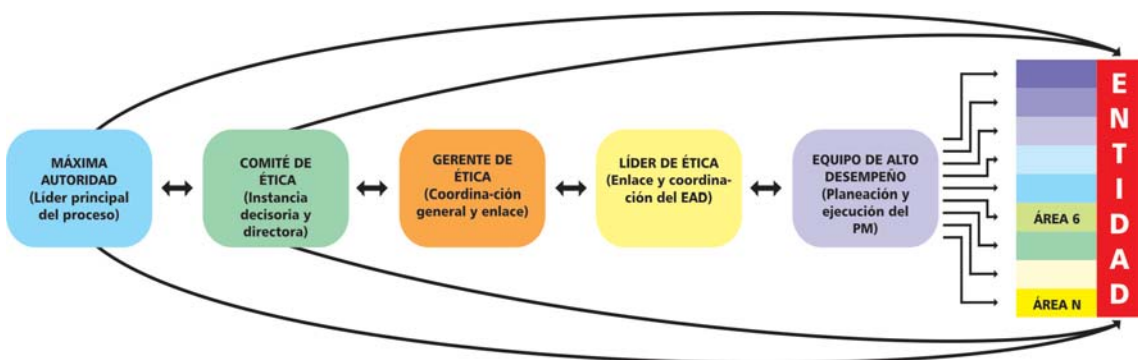 MÁXIMA
AUTORIDAD
(Líder principal
del proceso)
COMITÉ DE
ÉTICA
(Instancia
decisoria y
directora)
GERENTE DE
ÉTICA
(Coordina-ción
general y enlace)
LÍDER DE ÉTICA
(Enlace y coordina-
ción del EAD)
EQUIPO DE ALTO
DESEMPEÑO
(Planeación y
ejecución del
PM)
ÁREA 6
ÁREA N
ENTIDAD